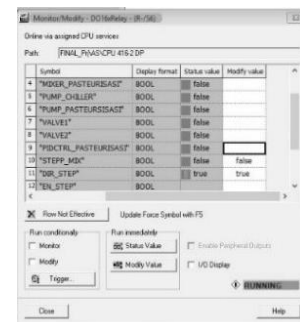 Monitor/Modify - DO16xRelay - (R-/S6)
Online via assigned CPU services
Path: FINAL_Fi\AS\CPU 416-2 DP
Symbol Display format Status value Modify value
4 "MIXER_PASTEURISASI" BOOL false
5 "PUMP_CHILLER" BOOL false
6 "PUMP_PASTEURSISASI" BOOL false
7 "VALVE1" BOOL false
8 "VALVE2" BOOL false
9 "PIDCTRL_PASTEURISASI" BOOL false
10 "STEPP_MIX" BOOL false false
11 "DIR_STEP" BOOL true true
12 "EN_STEP" BOOL
Row Not Effective Update Force Symbol with F5
Run conditionally Run immediately
Monitor Status Value Enable Peripheral Outputs
Modify Modify Value I/O Display
Trigger...
RUNNING
Close Help